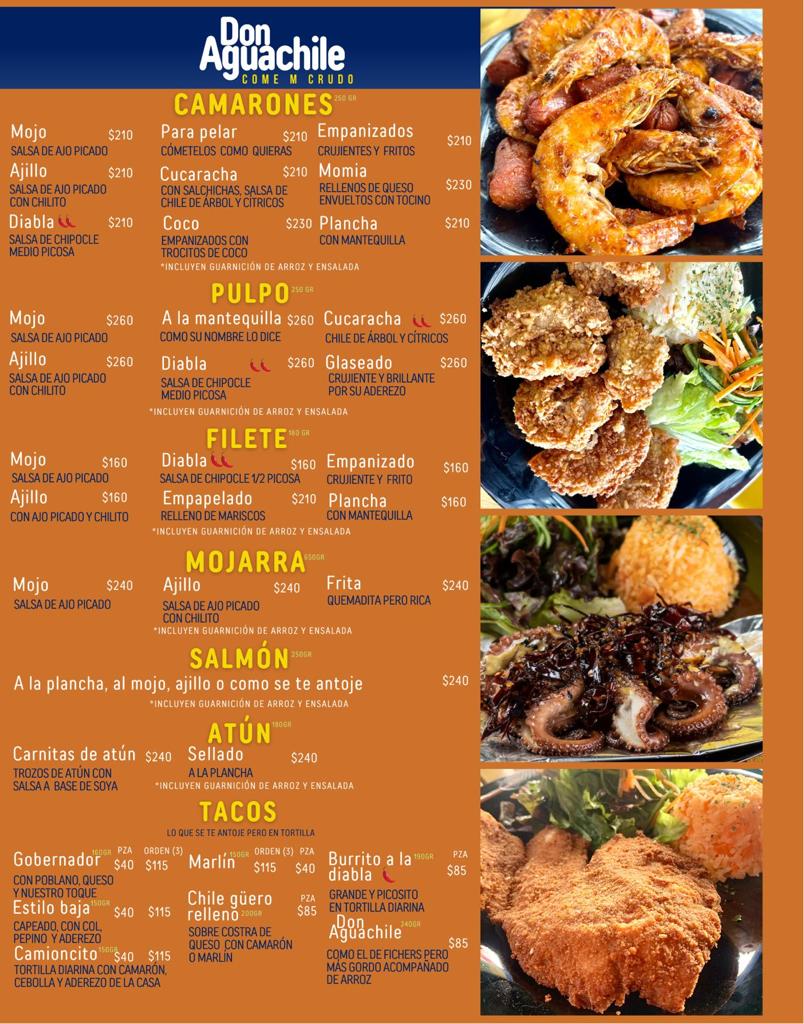 Don
Aguachile
COME M CRUDO
CAMARONES 250 GR
Mojo $210
SALSA DE AJO PICADO
Ajillo $210
SALSA DE AJO PICADO
CON CHILITO
Diabla $210
SALSA DE CHIPOCLE
MEDIO PICOSA
Para pelar $210
CÓMETELOS COMO QUIERAS
Cucaracha $210
CON SALCHICHAS, SALSA DE
CHILE DE ÁRBOL Y CÍTRICOS
Coco $230
EMPANIZADOS CON
TROCITOS DE COCO
Empanizados $210
CRUJIENTES Y FRITOS
Momia $230
RELLENOS DE QUESO
ENVUELTOS CON TOCINO
Plancha $210
CON MANTEQUILLA
*INCLUYEN GUARNICIÓN DE ARROZ Y ENSALADA
PULPO 250 GR
Mojo $260
SALSA DE AJO PICADO
Ajillo $260
SALSA DE AJO PICADO
CON CHILITO
A la mantequilla $260
COMO SU NOMBRE LO DICE
Diabla $260
SALSA DE CHIPOCLE
MEDIO PICOSA
Cucaracha $260
CHILE DE ÁRBOL Y CÍTRICOS
Glaseado $260
CRUJIENTE Y BRILLANTE
POR SU ADEREZO
*INCLUYEN GUARNICIÓN DE ARROZ Y ENSALADA
FILETE 180 GR
Mojo $160
SALSA DE AJO PICADO
Ajillo $160
CON AJO PICADO Y CHILITO
Diabla $160
SALSA DE CHIPOCLE 1/2 PICOSA
Empapelado $210
RELLENO DE MARISCOS
Empanizado $160
CRUJIENTE Y FRITO
Plancha $160
CON MANTEQUILLA
*INCLUYEN GUARNICIÓN DE ARROZ Y ENSALADA
MOJARRA 650GR
Mojo $240
SALSA DE AJO PICADO
Ajillo $240
SALSA DE AJO PICADO
CON CHILITO
Frita $240
QUEMADITA PERO RICA
*INCLUYEN GUARNICIÓN DE ARROZ Y ENSALADA
SALMÓN 250GR
A la plancha, al mojo, ajillo o como se te antoje $240
*INCLUYEN GUARNICIÓN DE ARROZ Y ENSALADA
ATÚN 180GR
Carnitas de atún $240
TROZOS DE ATÚN CON
SALSA A BASE DE SOYA
Sellado $240
A LA PLANCHA
*INCLUYEN GUARNICIÓN DE ARROZ Y ENSALADA
TACOS
LO QUE SE TE ANTOJE PERO EN TORTILLA
PZA ORDEN (3)
Gobernador 160GR $40 $115
CON POBLANO, QUESO
Y NUESTRO TOQUE
Estilo baja 150GR $40 $115
CAPEADO, CON COL,
PEPINO Y ADEREZO
Camioncito 150GR $40 $115
TORTILLA DIARINA CON CAMARÓN,
CEBOLLA Y ADEREZO DE LA CASA
ORDEN (3) PZA
Marlín 150GR $115 $40
PZA
Chile güero
relleno 200GR $85
SOBRE COSTRA DE
QUESO CON CAMARÓN
O MARLIN
PZA
Burrito a la 190GR
diabla $85
GRANDE Y PICOSITO
EN TORTILLA DIARINA
Don
Aguachile 240GR $85
COMO EL DE FICHERS PERO
MÁS GORDO ACOMPAÑADO
DE ARROZ